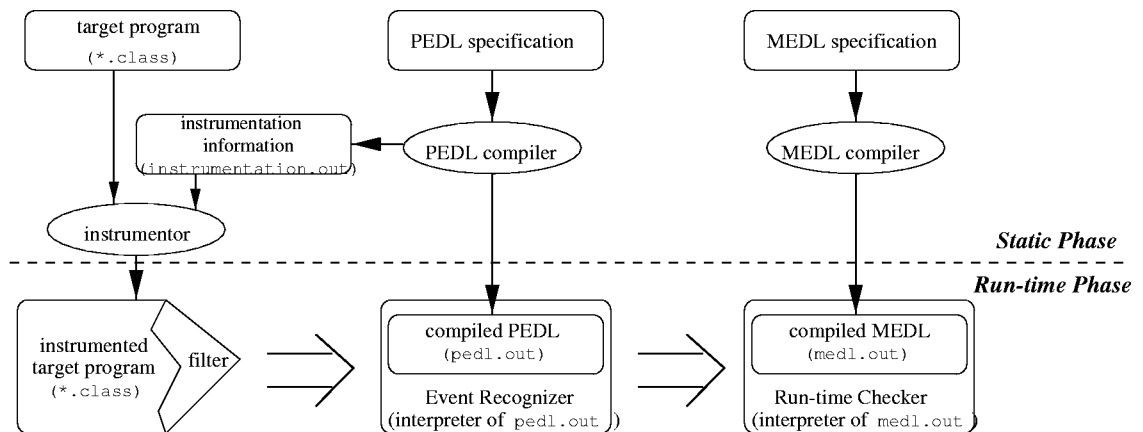 target program
(*.class)
PEDL specification
MEDL specification
instrumentation
information
(instrumentation.out)
PEDL compiler
MEDL compiler
instrumentor
Static Phase
Run-time Phase
instrumented
target program
(*.class)
filter
compiled PEDL
(pedl.out)
Event Recognizer
(interpreter of pedl.out )
compiled MEDL
(medl.out)
Run-time Checker
(interpreter of medl.out )